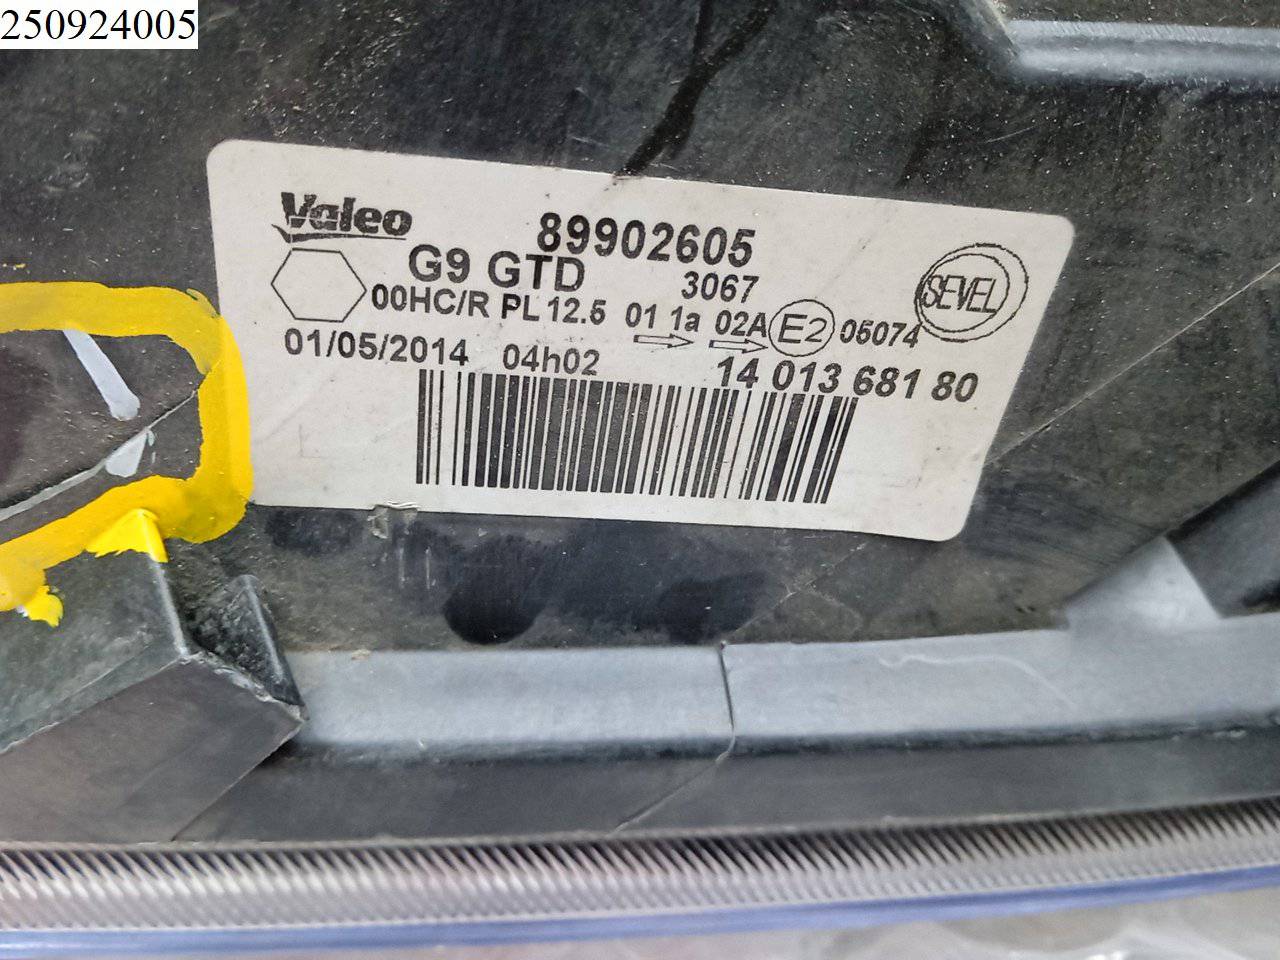 250924005
Valeo 89902605
G9 GTD 3067
00HC/R PL 12.5 01 1a 02A E2 05074 SEVEL
01/05/2014 04h02 14 013 681 80